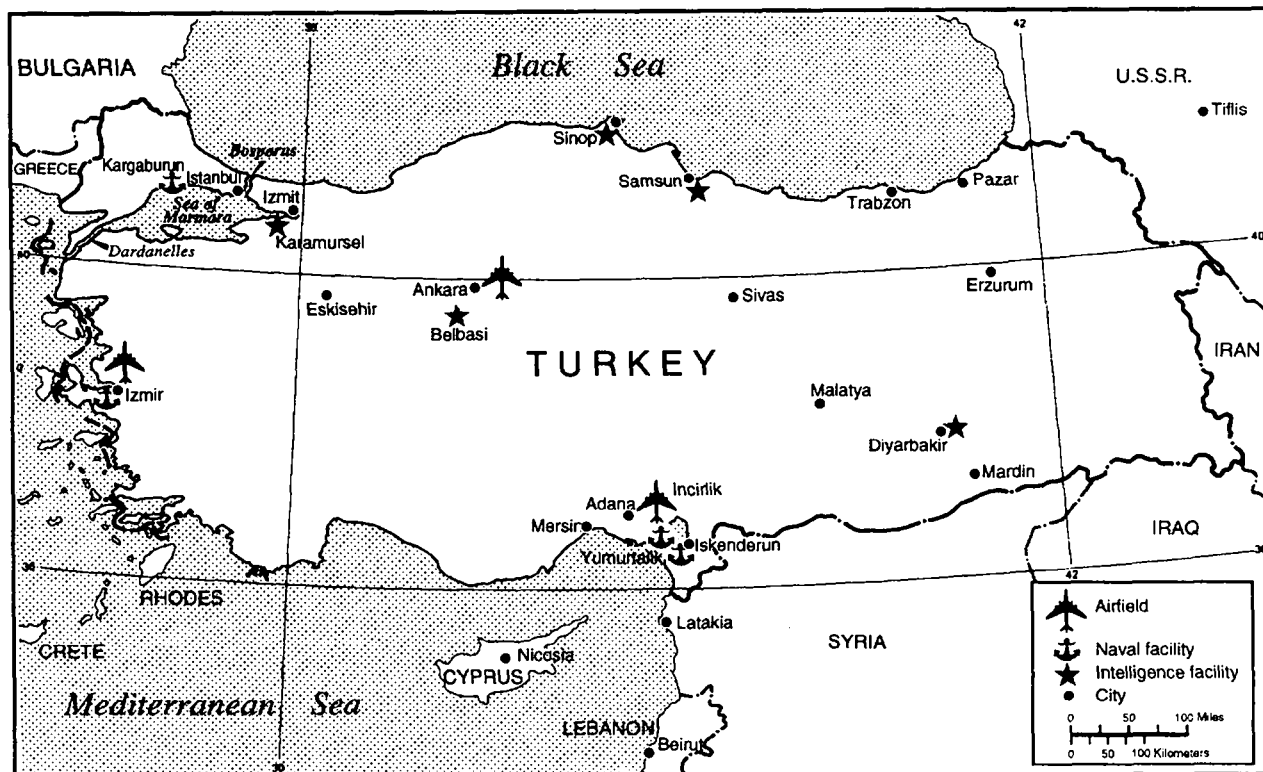 42
BULGARIA
Black Sea
U.S.S.R.
Tiflis
Sinop
Bosporus
GREECE
Kargaburun
Istanbul
Izmit
Sea of
Marmara
Samsun
Trabzon
Pazar
Karamursel
Dardanelles
40
40
Ankara
Eskisehir
Belbasi
Sivas
Erzurum
TURKEY
IRAN
Izmir
Malatya
Diyarbakir
Mardin
Incirlik
Adana
Mersin
Yumurtalik
Iskenderun
IRAQ
36
42
RHODES
Latakia
SYRIA
CRETE
Nicosia
CYPRUS
Mediterranean Sea
LEBANON
Beirut
30
Airfield
Naval facility
Intelligence facility
City
0 50 100 Miles
0 50 100 Kilometers